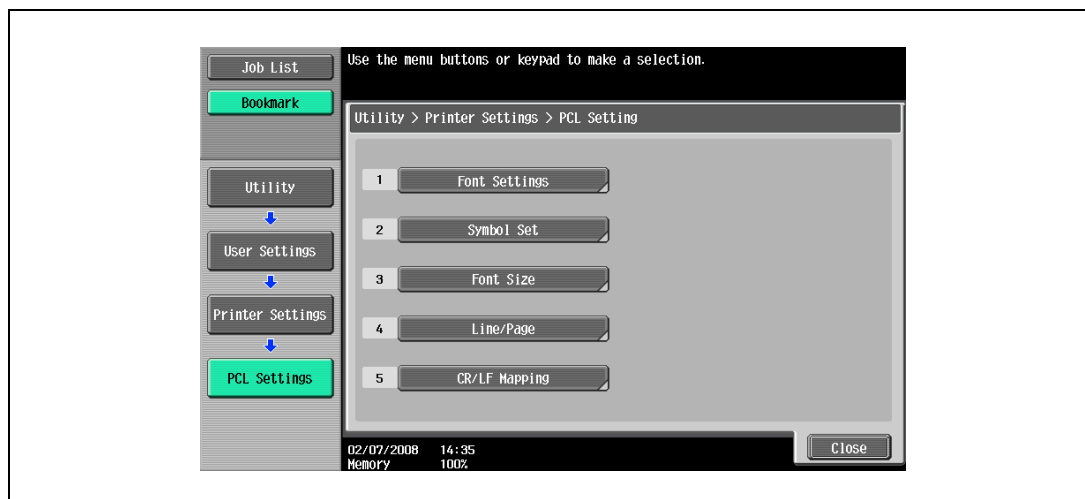 Job List
Bookmark
Use the menu buttons or keypad to make a selection.
Utility > Printer Settings > PCL Setting
Utility
User Settings
Printer Settings
PCL Settings
1 Font Settings
2 Symbol Set
3 Font Size
4 Line/Page
5 CR/LF Mapping
02/07/2008 14:35
Memory 100%
Close